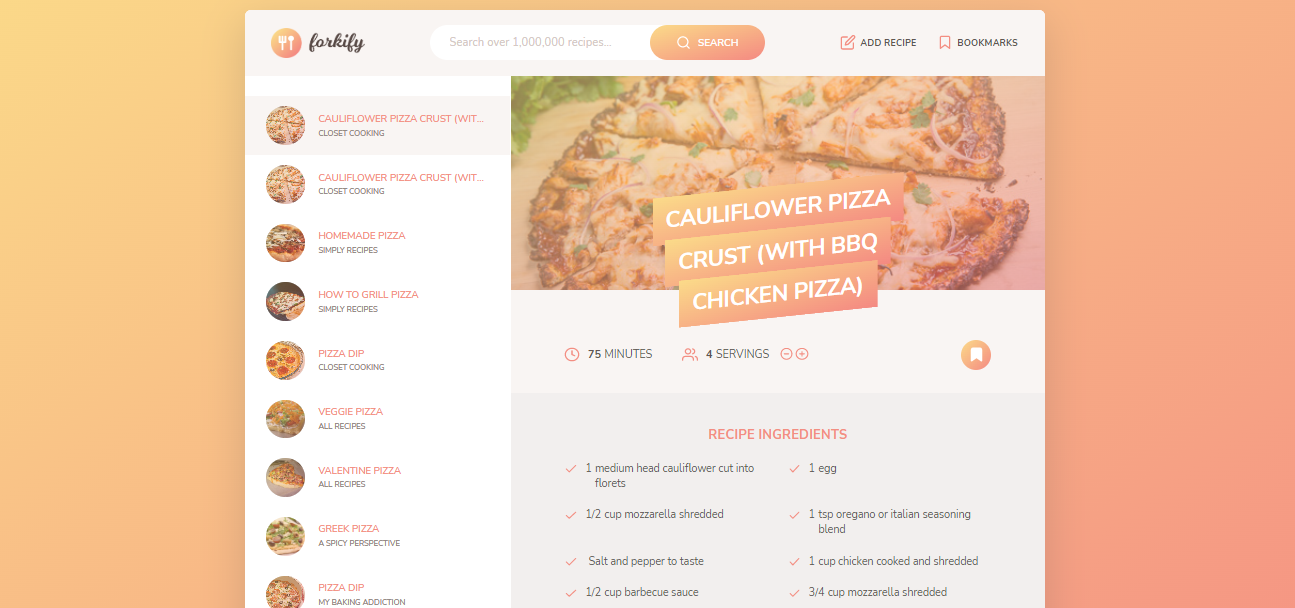 forkify
Search over 1,000,000 recipes...
SEARCH
ADD RECIPE
BOOKMARKS
CAULIFLOWER PIZZA CRUST (WIT...
CLOSET COOKING
CAULIFLOWER PIZZA CRUST (WIT...
CLOSET COOKING
HOMEMADE PIZZA
SIMPLY RECIPES
HOW TO GRILL PIZZA
SIMPLY RECIPES
PIZZA DIP
CLOSET COOKING
VEGGIE PIZZA
ALL RECIPES
VALENTINE PIZZA
ALL RECIPES
GREEK PIZZA
A SPICY PERSPECTIVE
PIZZA DIP
MY BAKING ADDICTION
CAULIFLOWER PIZZA
CRUST (WITH BBQ
CHICKEN PIZZA)
75 MINUTES
4 SERVINGS
RECIPE INGREDIENTS
1 medium head cauliflower cut into
florets
1 egg
1/2 cup mozzarella shredded
1 tsp oregano or italian seasoning
blend
Salt and pepper to taste
1 cup chicken cooked and shredded
1/2 cup barbecue sauce
3/4 cup mozzarella shredded